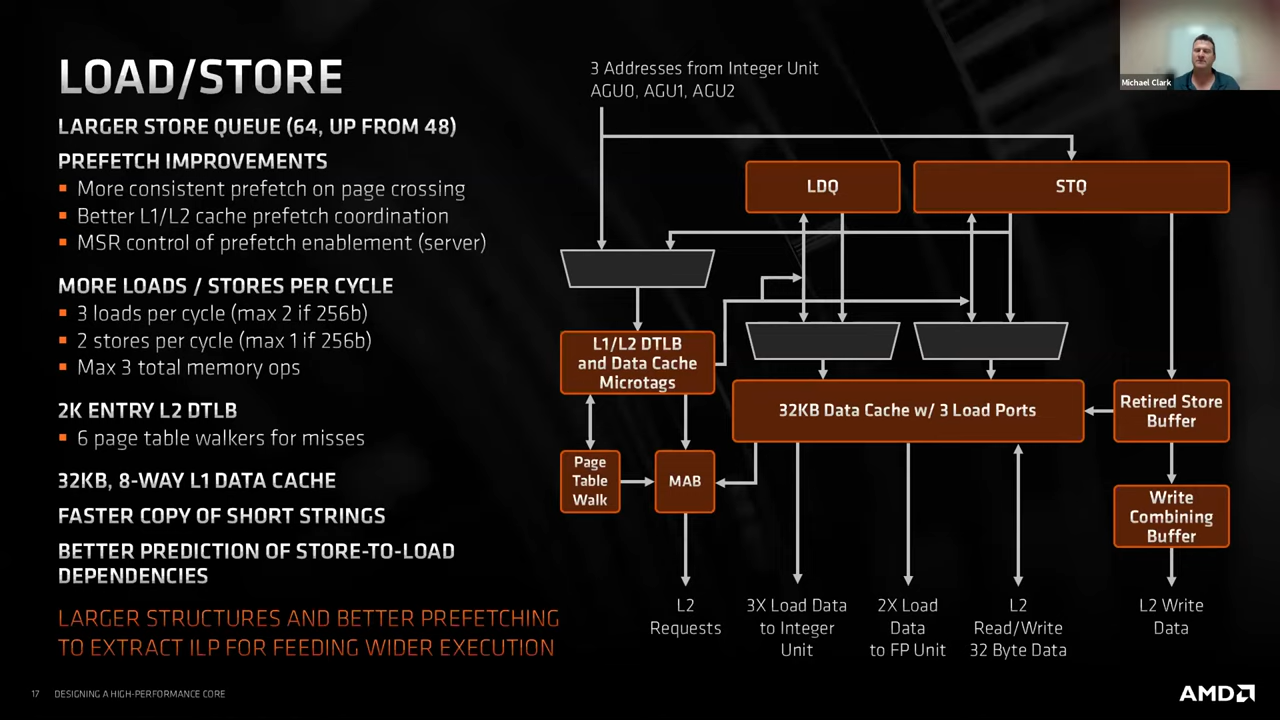 LOAD/STORE
LARGER STORE QUEUE (64, UP FROM 48)
PREFETCH IMPROVEMENTS
More consistent prefetch on page crossing
Better L1/L2 cache prefetch coordination
MSR control of prefetch enablement (server)
MORE LOADS / STORES PER CYCLE
3 loads per cycle (max 2 if 256b)
2 stores per cycle (max 1 if 256b)
Max 3 total memory ops
2K ENTRY L2 DTLB
6 page table walkers for misses
32KB, 8-WAY L1 DATA CACHE
FASTER COPY OF SHORT STRINGS
BETTER PREDICTION OF STORE-TO-LOAD
DEPENDENCIES
LARGER STRUCTURES AND BETTER PREFETCHING
TO EXTRACT ILP FOR FEEDING WIDER EXECUTION
3 Addresses from Integer Unit
AGU0, AGU1, AGU2
LDQ
STQ
L1/L2 DTLB
and Data Cache
Microtags
32KB Data Cache w/ 3 Load Ports
Retired Store
Buffer
Page
Table
Walk
MAB
Write
Combining
Buffer
L2
Requests
3X Load Data
to Integer
Unit
2X Load
Data
to FP Unit
L2
Read/Write
32 Byte Data
L2 Write
Data
Michael Clark
17 DESIGNING A HIGH-PERFORMANCE CORE
AMD